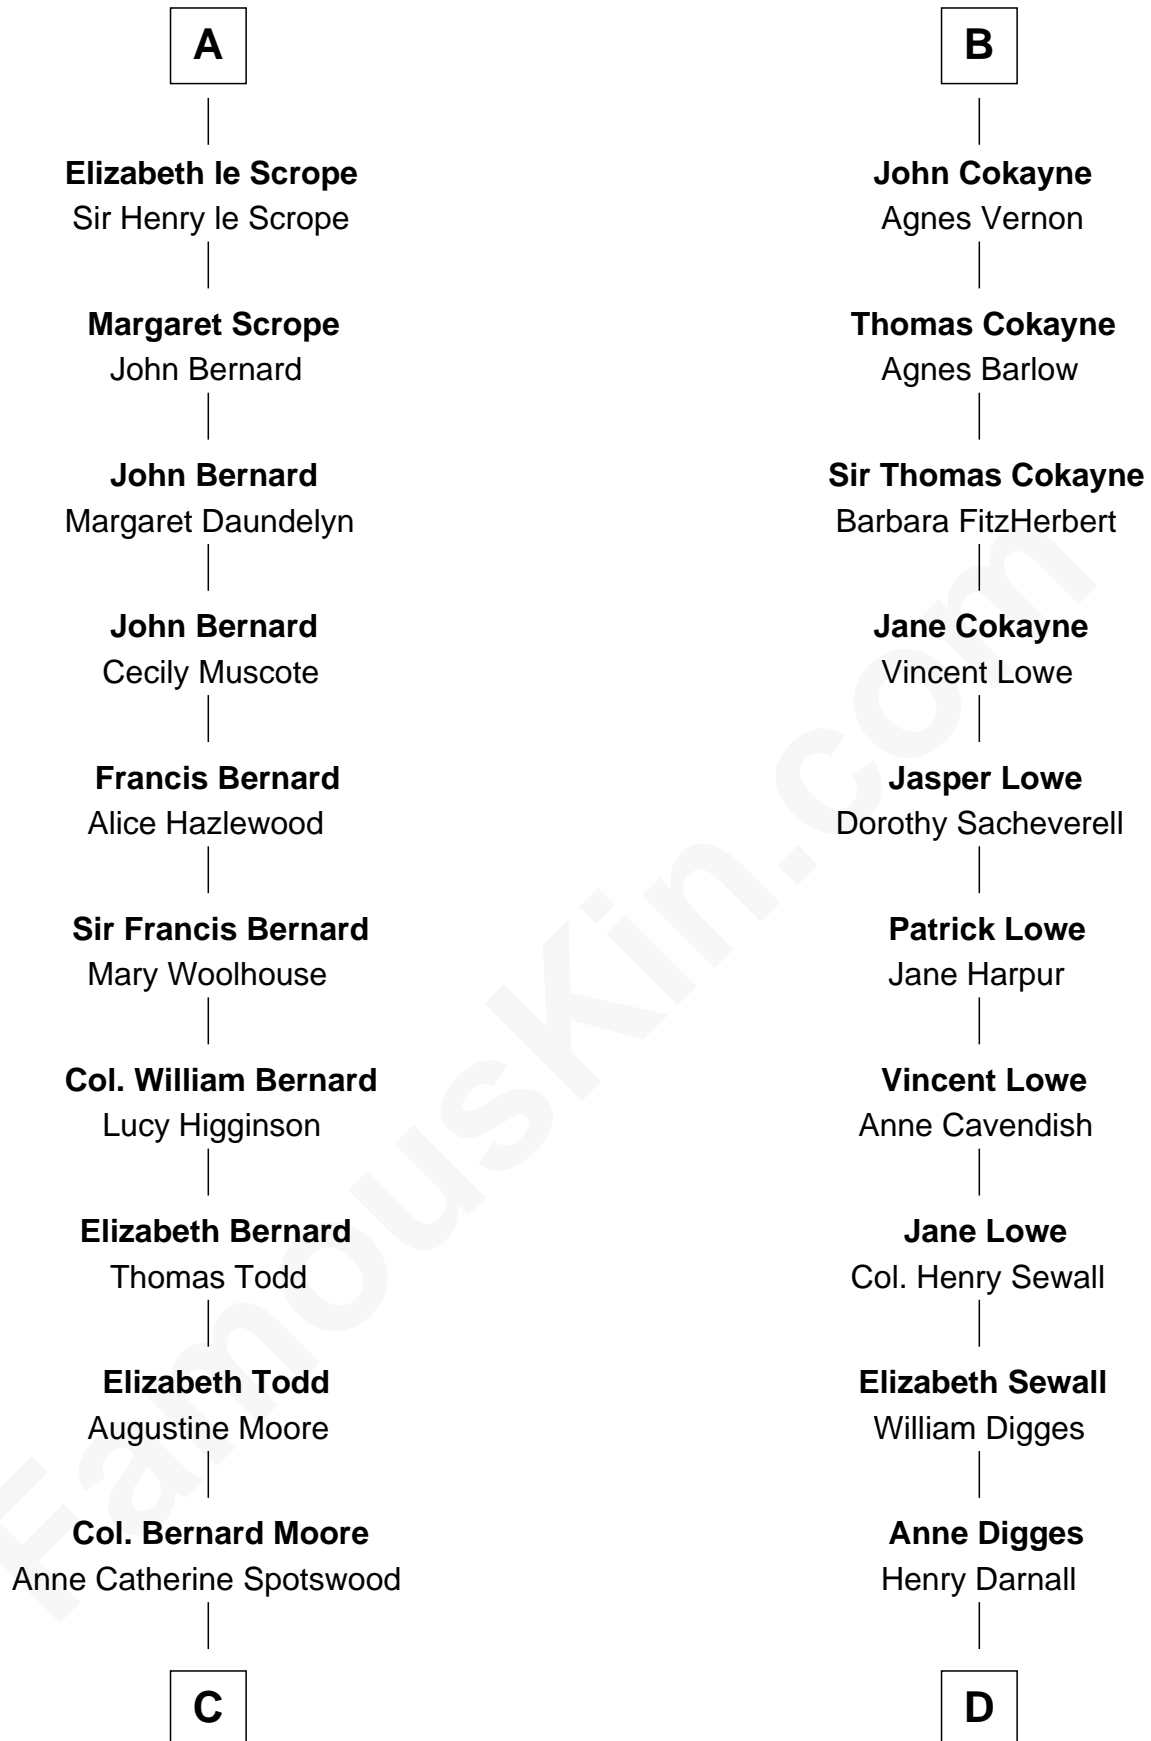 A
Elizabeth le Scrope
Sir Henry le Scrope
Margaret Scrope
John Bernard
John Bernard
Margaret Daundelyn
John Bernard
Cecily Muscote
Francis Bernard
Alice Hazlewood
Sir Francis Bernard
Mary Woolhouse
Col. William Bernard
Lucy Higginson
Elizabeth Bernard
Thomas Todd
Elizabeth Todd
Augustine Moore
Col. Bernard Moore
Anne Catherine Spotswood
C
B
John Cokayne
Agnes Vernon
Thomas Cokayne
Agnes Barlow
Sir Thomas Cokayne
Barbara FitzHerbert
Jane Cokayne
Vincent Lowe
Jasper Lowe
Dorothy Sacheverell
Patrick Lowe
Jane Harpur
Vincent Lowe
Anne Cavendish
Jane Lowe
Col. Henry Sewall
Elizabeth Sewall
William Digges
Anne Digges
Henry Darnall
D
FamousKin.com